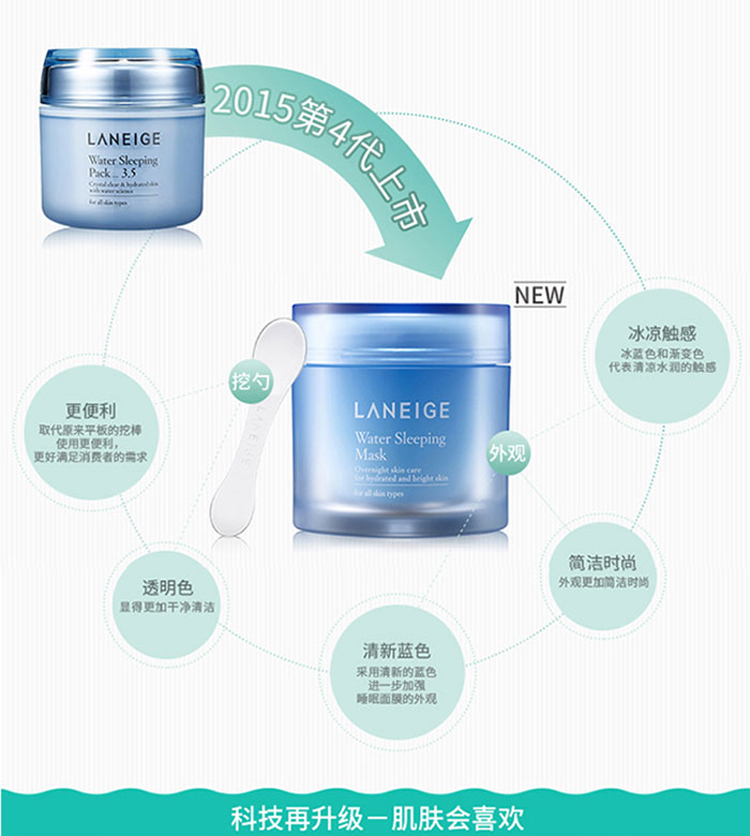 LANEIGE
Water Sleeping
Pack ... 3.5
Crystal clear & hydrated skin
with water science
for all skin types
2015第4代上市
NEW
LANEIGE
Water Sleeping
Mask
Overnight skin care
for hydrated and bright skin
for all skin types
挖勺
LANEIGE
外观
冰凉触感
冰蓝色和渐变色
代表清凉水润的触感
更便利
取代原来平板的挖棒
使用更便利,
更好满足消费者的需求
简洁时尚
外观更加简洁时尚
透明色
显得更加干净清洁
清新蓝色
采用清新的蓝色
进一步加强
睡眠面膜的外观
科技再升级－肌肤会喜欢